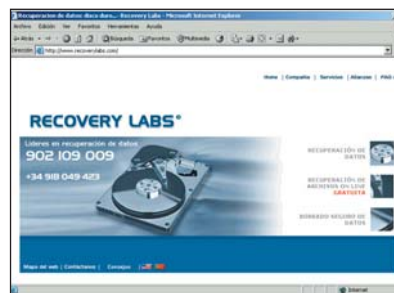 Recuperacion de datos disco duro... - Recovery Labs - Microsoft Internet Explorer
Archivo Edición Ver Favoritos Herramientas Ayuda
Atrás Búsqueda Favoritos Multimedia
Dirección http://www.recoverylabs.com/
Home | Compañía | Servicios | Alianzas | FAQ
RECOVERY LABS®
Líderes en recuperación de datos
902 109 009
+34 918 049 423
RECUPERACIÓN DE
DATOS
RECUPERACIÓN DE
ARCHIVOS ON LINE
GRATUITA
BORRADO SEGURO DE
DATOS
Mapa del web | Contáctenos | Consejos
Internet